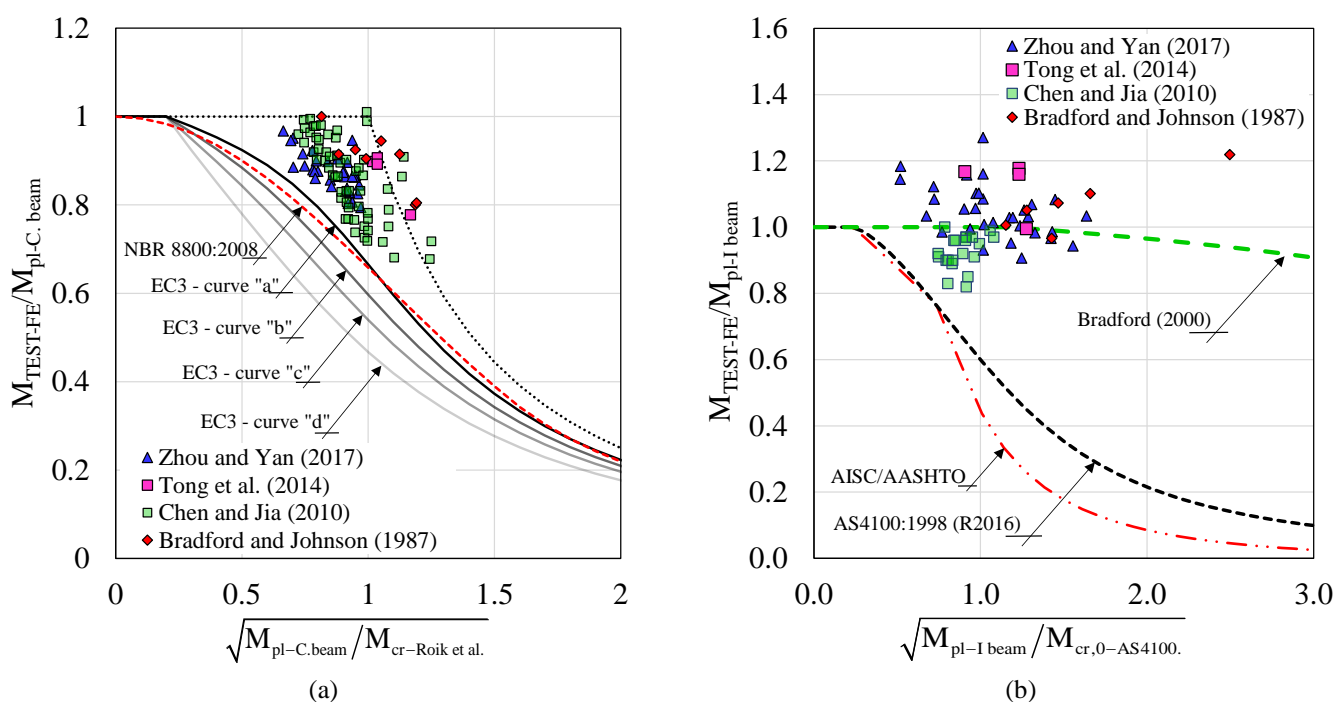 1.2
1
0.8
0.6
0.4
0.2
0
0.5
1
1.5
2
M_TEST-FE/M_pl-C. beam
√M_pl–C.beam/M_cr–Roik et al.
NBR 8800:2008
EC3 - curve "a"
EC3 - curve "b"
EC3 - curve "c"
EC3 - curve "d"
Zhou and Yan (2017)
Tong et al. (2014)
Chen and Jia (2010)
Bradford and Johnson (1987)
(a)
1.6
1.4
1.2
1.0
0.8
0.6
0.4
0.2
0.0
0.0
1.0
2.0
3.0
M_TEST-FE/M_pl-I beam
√M_pl–I beam/M_cr,0–AS4100.
Zhou and Yan (2017)
Tong et al. (2014)
Chen and Jia (2010)
Bradford and Johnson (1987)
Bradford (2000)
AISC/AASHTO
AS4100:1998 (R2016)
(b)